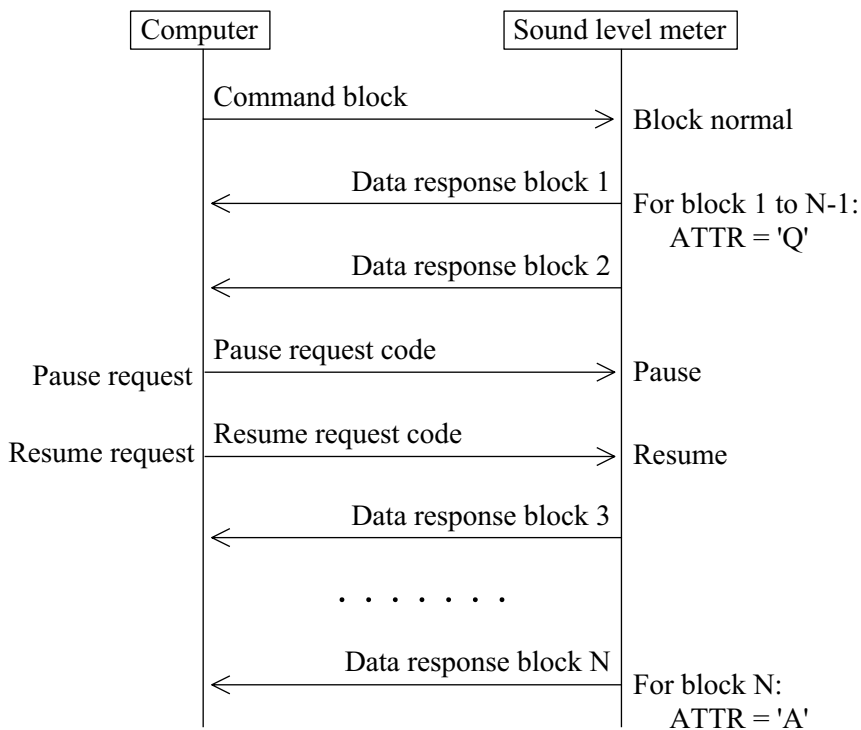 Computer
Sound level meter
Command block
Block normal
Data response block 1
For block 1 to N-1:
ATTR = 'Q'
Data response block 2
Pause request code
Pause request
Pause
Resume request code
Resume request
Resume
Data response block 3
. . . . . . .
Data response block N
For block N:
ATTR = 'A'